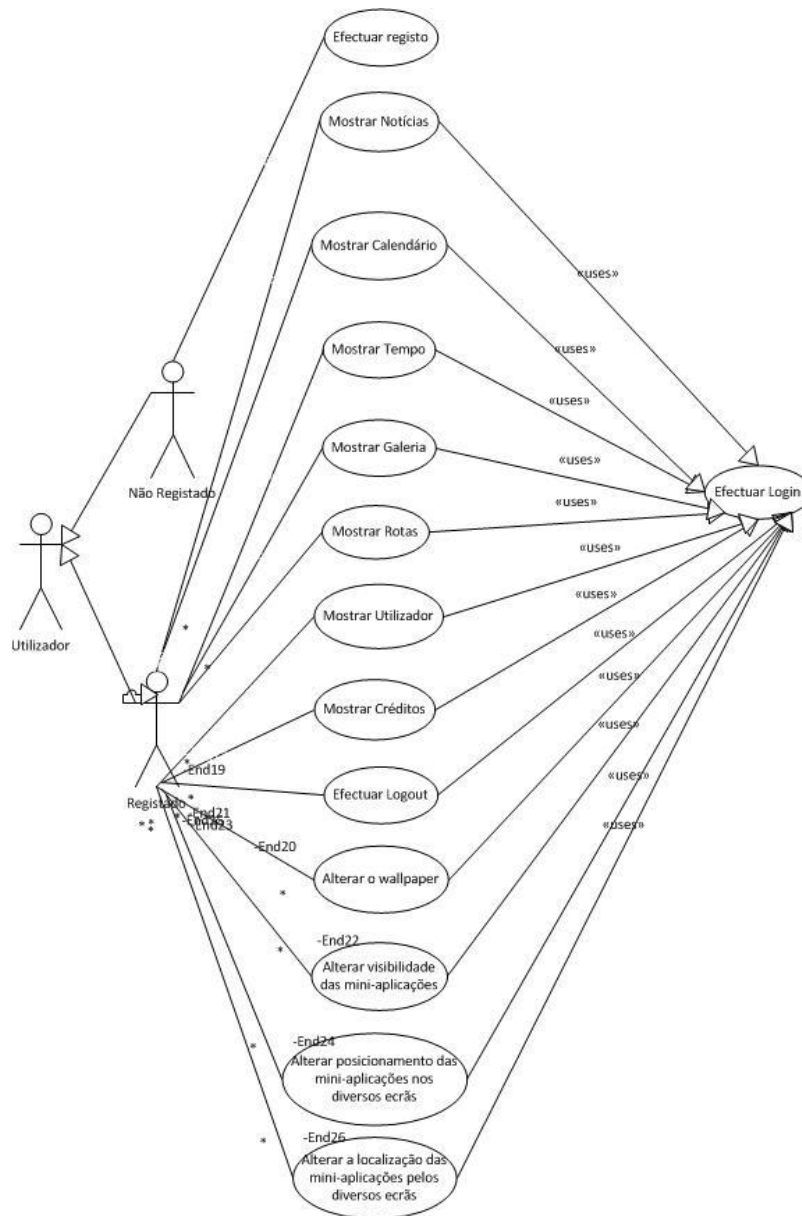 Efectuar registo
Mostrar Notícias
Mostrar Calendário
«uses»
Mostrar Tempo
«uses»
Não Registado
«uses»
Mostrar Galeria
«uses»
Efectuar Login
Mostrar Rotas
«uses»
Utilizador
Mostrar Utilizador
«uses»
*
*
«uses»
Mostrar Créditos
«uses»
*
-End19
Registado
Efectuar Logout
«uses»
*
-End21
-End23
*
*
*
*
-End20
Alterar o wallpaper
«uses»
*
-End22
*
Alterar visibilidade
das mini-aplicações
«uses»
-End24
*
Alterar posicionamento das
mini-aplicações nos
diversos ecrãs
«uses»
-End26
*
Alterar a localização das
mini-aplicações pelos
diversos ecrãs
«uses»